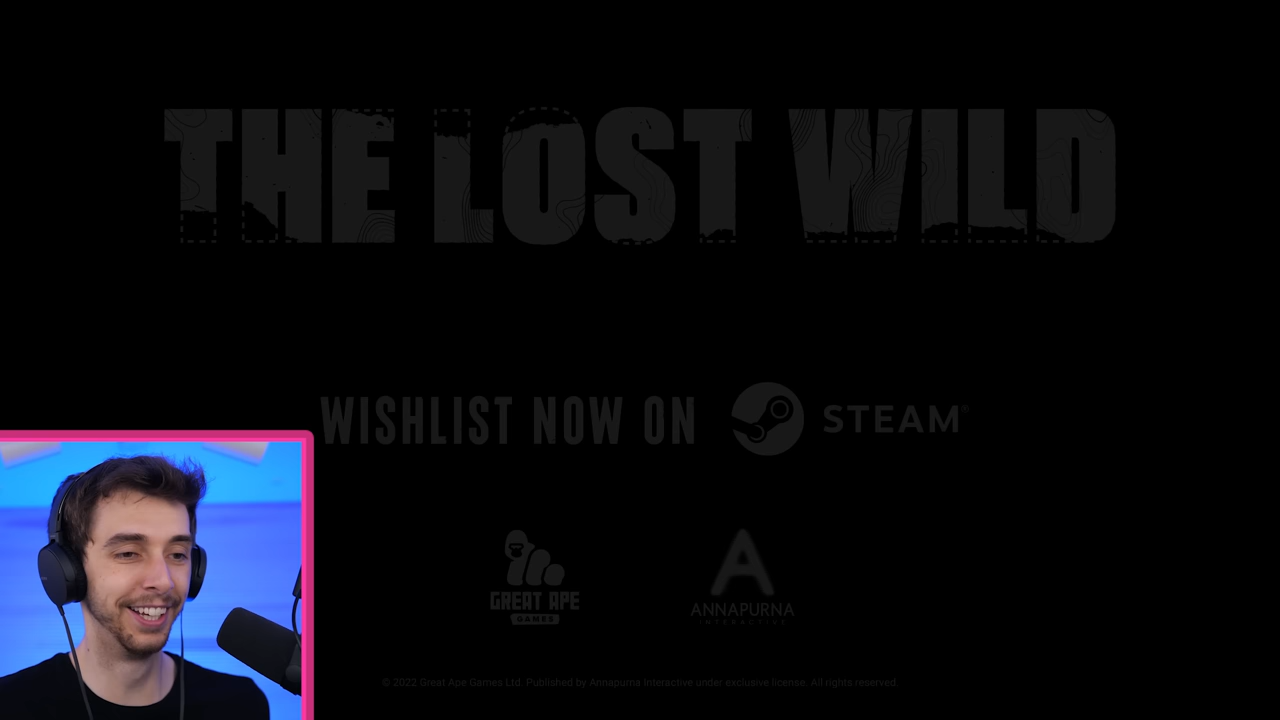 THE LOST WILD
WISHLIST NOW ON STEAM®
GREAT APE
GAMES
ANNAPURNA
INTERACTIVE
© 2022 Great Ape Games Ltd. Published by Annapurna Interactive under exclusive license. All rights reserved.